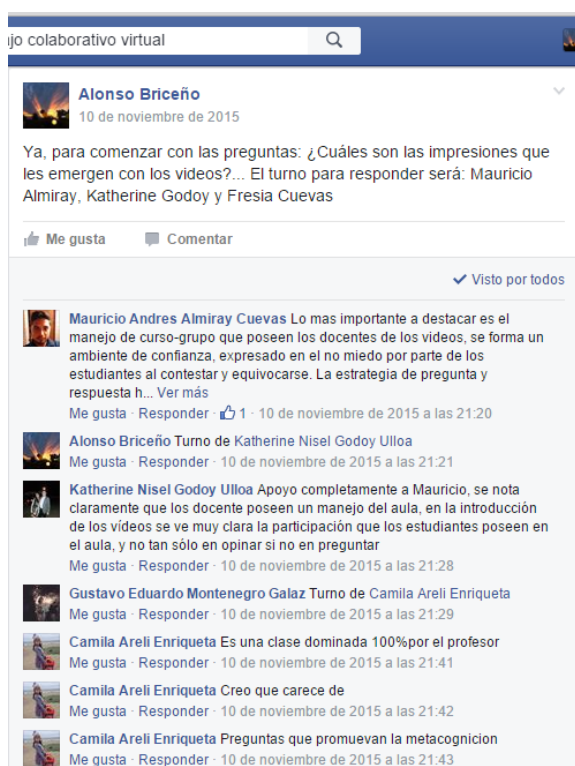 jo colaborativo virtual
Alonso Briceño
10 de noviembre de 2015
Ya, para comenzar con las preguntas: ¿Cuáles son las impresiones que
les emergen con los videos?... El turno para responder será: Mauricio
Almiray, Katherine Godoy y Fresia Cuevas
Me gusta Comentar
Visto por todos
Mauricio Andres Almiray Cuevas Lo mas importante a destacar es el
manejo de curso-grupo que poseen los docentes de los videos, se forma un
ambiente de confianza, expresado en el no miedo por parte de los
estudiantes al contestar y equivocarse. La estrategia de pregunta y
respuesta h... Ver más
Me gusta · Responder · 1 · 10 de noviembre de 2015 a las 21:20
Alonso Briceño Turno de Katherine Nisel Godoy Ulloa
Me gusta · Responder · 10 de noviembre de 2015 a las 21:21
Katherine Nisel Godoy Ulloa Apoyo completamente a Mauricio, se nota
claramente que los docente poseen un manejo del aula, en la introducción
de los vídeos se ve muy clara la participación que los estudiantes poseen en
el aula, y no tan sólo en opinar si no en preguntar
Me gusta · Responder · 10 de noviembre de 2015 a las 21:28
Gustavo Eduardo Montenegro Galaz Turno de Camila Areli Enriqueta
Me gusta · Responder · 10 de noviembre de 2015 a las 21:29
Camila Areli Enriqueta Es una clase dominada 100%por el profesor
Me gusta · Responder · 10 de noviembre de 2015 a las 21:41
Camila Areli Enriqueta Creo que carece de
Me gusta · Responder · 10 de noviembre de 2015 a las 21:42
Camila Areli Enriqueta Preguntas que promuevan la metacognicion
Me gusta · Responder · 10 de noviembre de 2015 a las 21:43